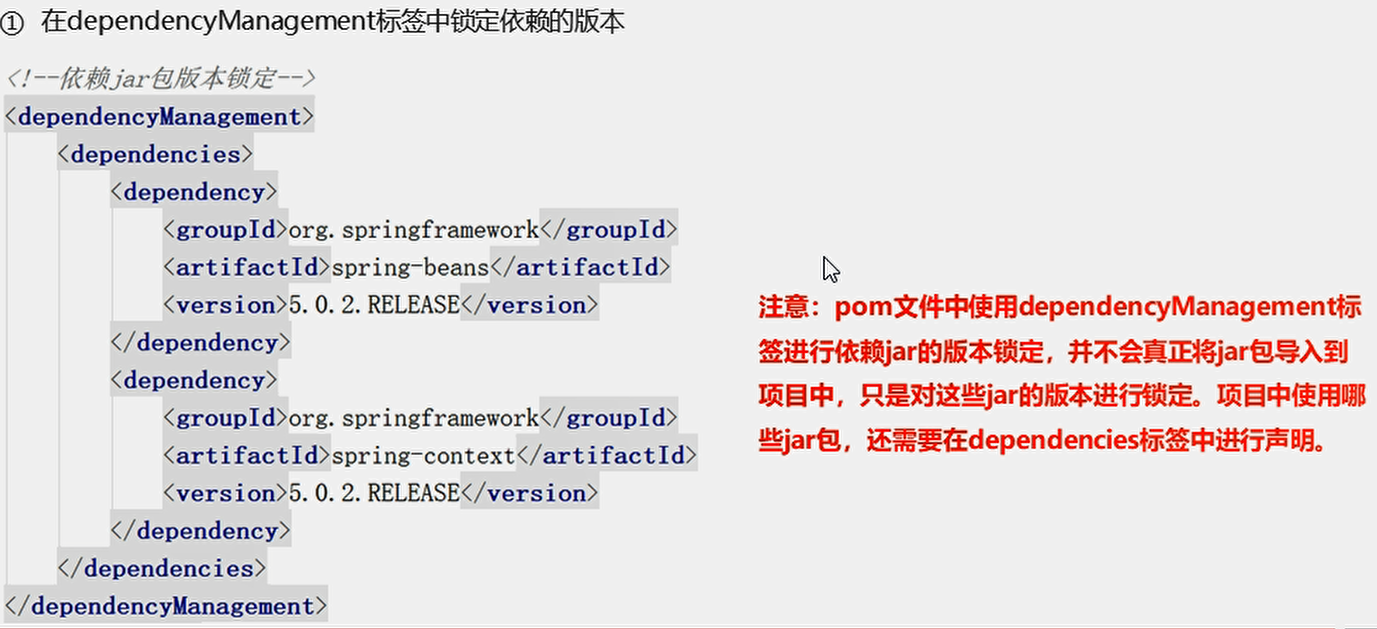 ① 在dependencyManagement标签中锁定依赖的版本
<!--依赖jar包版本锁定-->
<dependencyManagement>
<dependencies>
<dependency>
<groupId>org.springframework</groupId>
<artifactId>spring-beans</artifactId>
<version>5.0.2.RELEASE</version>
</dependency>
<dependency>
<groupId>org.springframework</groupId>
<artifactId>spring-context</artifactId>
<version>5.0.2.RELEASE</version>
</dependency>
</dependencies>
</dependencyManagement>
注意：pom文件中使用dependencyManagement标
签进行依赖jar的版本锁定，并不会真正将jar包导入到
项目中，只是对这些jar的版本进行锁定。项目中使用哪
些jar包，还需要在dependencies标签中进行声明。